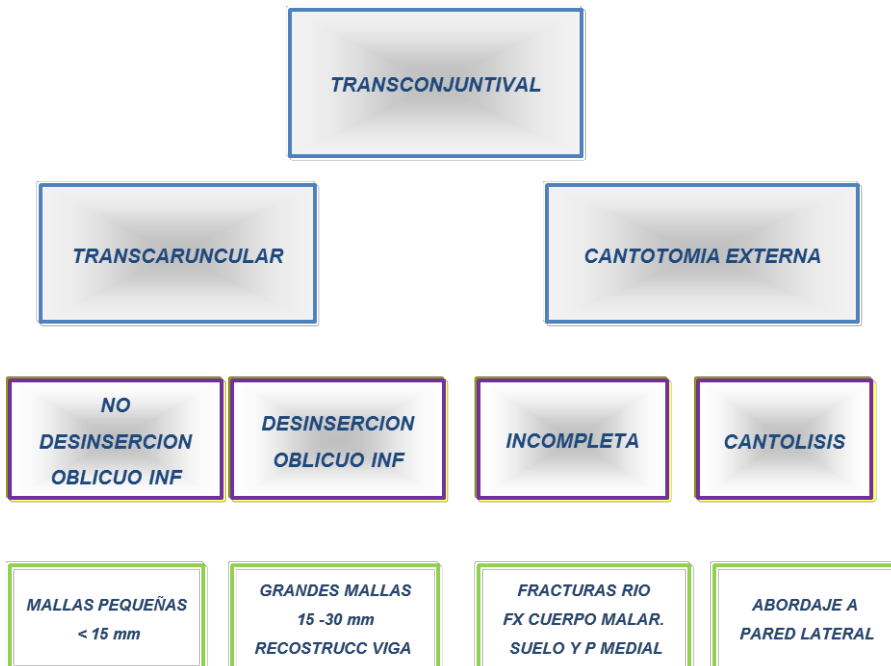 TRANSCONJUNTIVAL
TRANSCARUNCULAR
CANTOTOMIA EXTERNA
NO
DESINSERCION
OBLICUO INF
DESINSERCION
OBLICUO INF
INCOMPLETA
CANTOLISIS
MALLAS PEQUEÑAS
< 15 mm
GRANDES MALLAS
15 -30 mm
RECOSTRUCC VIGA
FRACTURAS RIO
FX CUERPO MALAR.
SUELO Y P MEDIAL
ABORDAJE A
PARED LATERAL